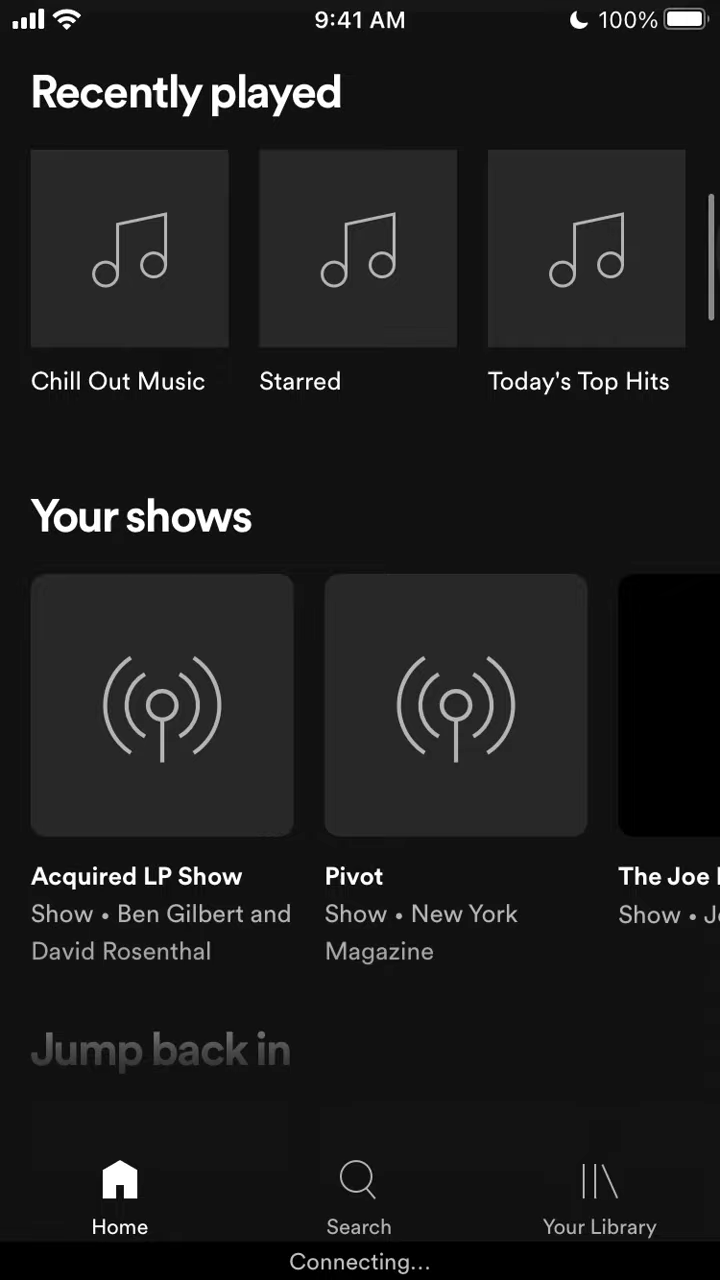 9:41 AM
100%
Recently played
Chill Out Music
Starred
Today's Top Hits
Your shows
Acquired LP Show
Show • Ben Gilbert and
David Rosenthal
Pivot
Show • New York
Magazine
The Joe
Show •
Jump back in
Home
Search
Your Library
Connecting...